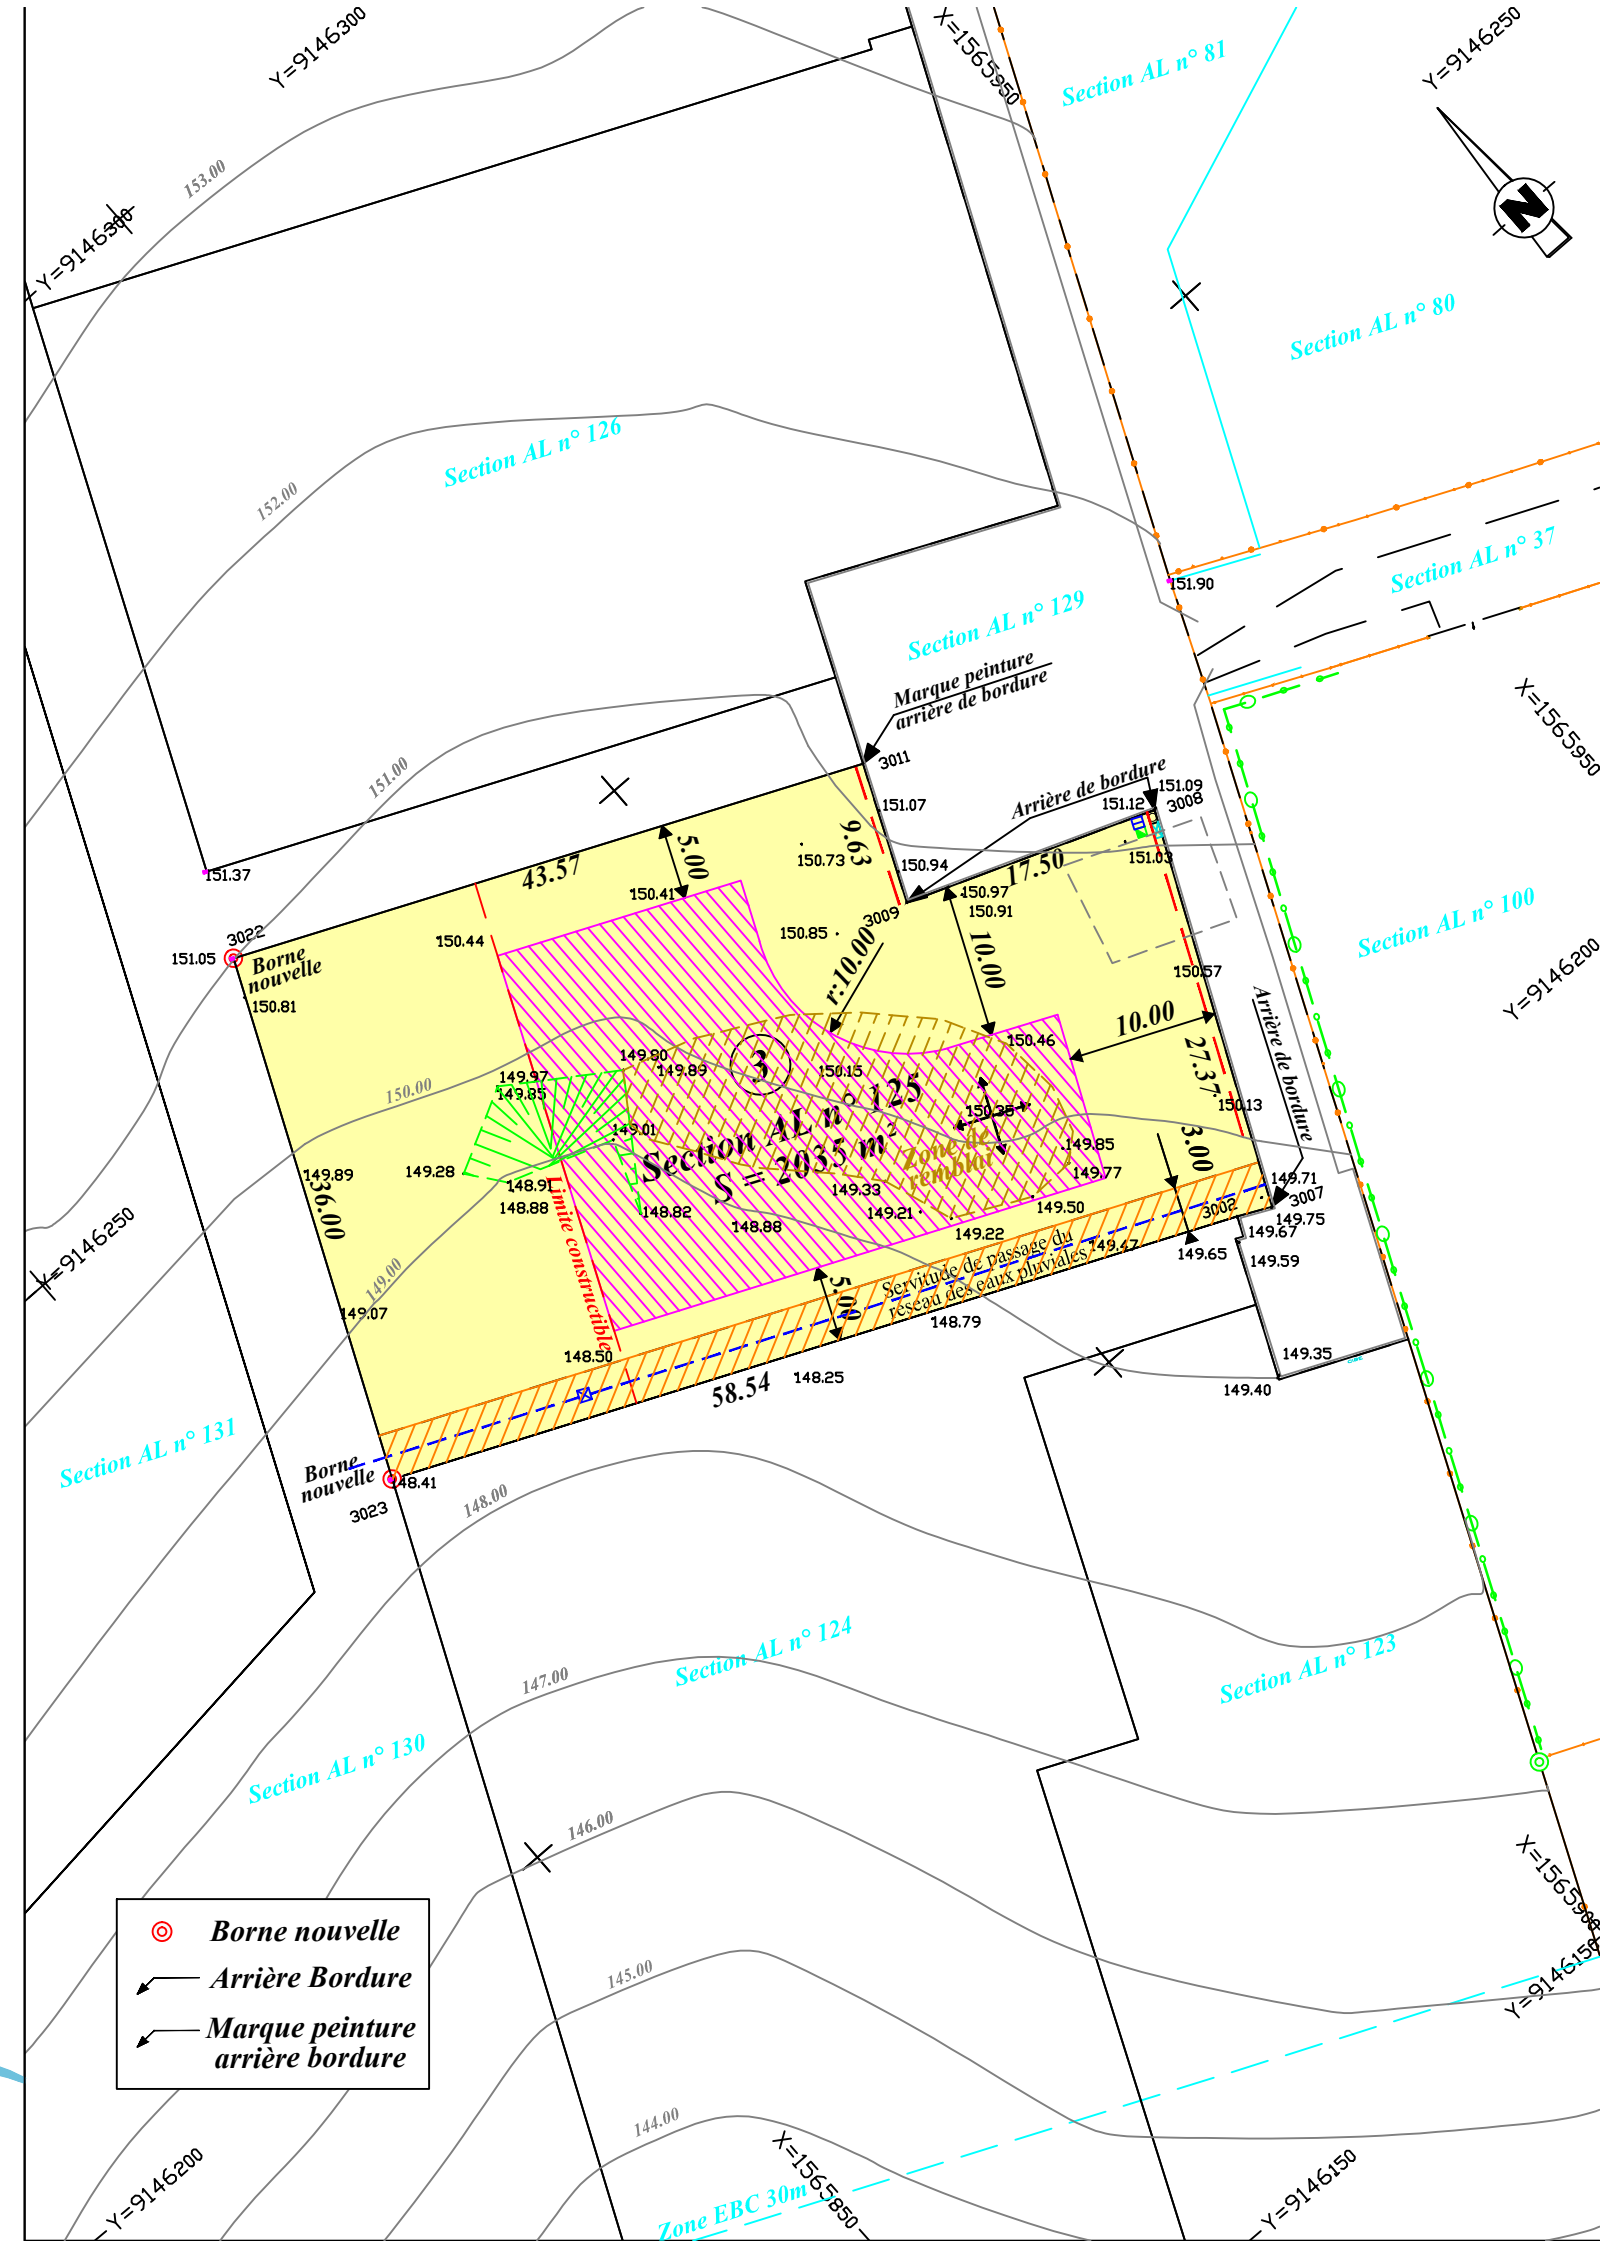 Y=9146300
X=1565950
Section AL n° 81
Y=9146250
153.00
Y=9146300
Section AL n° 80
Section AL n° 126
152.00
Section AL n° 37
151.90
Section AL n° 129
Marque peinture
arrière de bordure
X=1565950
3011
151.00
Arrière de bordure
151.09
3008
151.12
151.07
9.63
5.00
150.73
150.94
17.50
151.03
43.57
151.37
150.41
150.97
150.91
3009
Section AL n° 100
3022
150.44
150.85
151.05
Borne
nouvelle
r:10.00
10.00
150.57
Y=9146200
150.81
10.00
Arrière de bordure
150.46
149.80
149.89
3
150.15
27.37
149.97
149.85
150.00
150.35
150.13
149.01
Section AL n° 125
S = 2035 m²
Zone de
remblai
149.85
3.00
149.89
149.28
148.91
148.88
149.77
149.71
36.00
149.33
149.21
148.82
148.88
149.50
3002
3007
149.75
149.67
149.22
149.47
149.65
149.59
Y=9146250
Limite constructible
149.00
5.00
Servitude de passage du
réseau des eaux pluviales
149.07
148.79
148.50
149.35
58.54
148.25
149.40
Section AL n° 131
Borne
nouvelle
148.41
3023
148.00
Section AL n° 124
Section AL n° 123
147.00
Section AL n° 130
146.00
X=1565900
Borne nouvelle
Arrière Bordure
Marque peinture
arrière bordure
145.00
Y=9146150
144.00
Y=9146200
X=1565850
Zone EBC 30m
Y=9146150